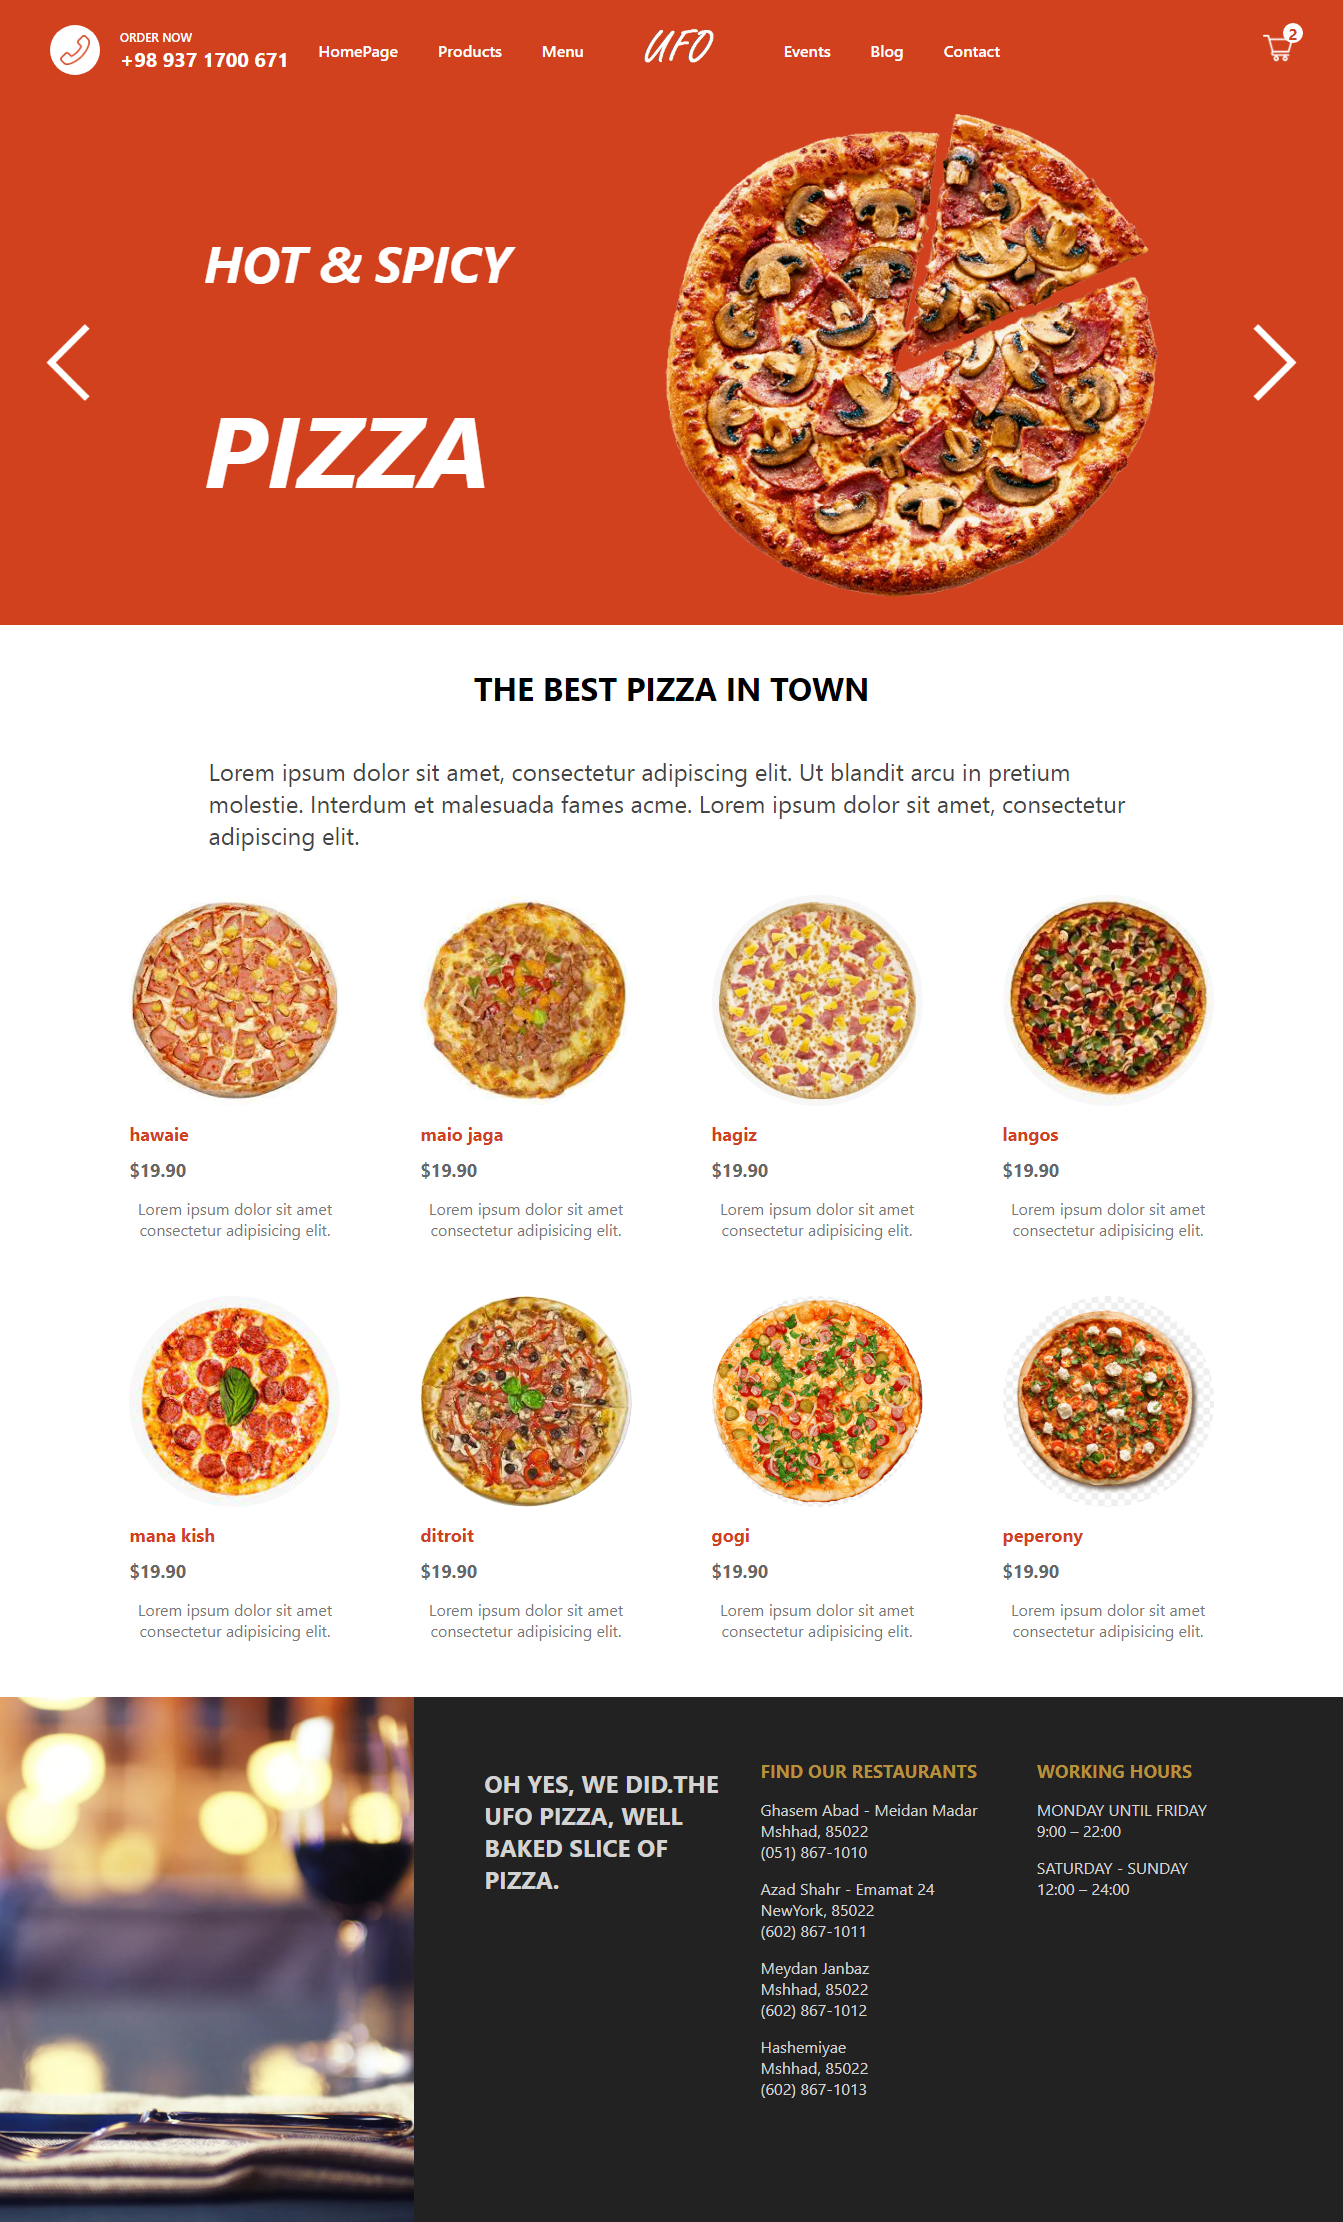 ORDER NOW
+98 937 1700 671
HomePage
Products
Menu
UFO
Events
Blog
Contact
2
HOT & SPICY
PIZZA
THE BEST PIZZA IN TOWN
Lorem ipsum dolor sit amet, consectetur adipiscing elit. Ut blandit arcu in pretium
molestie. Interdum et malesuada fames acme. Lorem ipsum dolor sit amet, consectetur
adipiscing elit.
hawaie
$19.90
Lorem ipsum dolor sit amet
consectetur adipisicing elit.
maio jaga
$19.90
Lorem ipsum dolor sit amet
consectetur adipisicing elit.
hagiz
$19.90
Lorem ipsum dolor sit amet
consectetur adipisicing elit.
langos
$19.90
Lorem ipsum dolor sit amet
consectetur adipisicing elit.
mana kish
$19.90
Lorem ipsum dolor sit amet
consectetur adipisicing elit.
ditroit
$19.90
Lorem ipsum dolor sit amet
consectetur adipisicing elit.
gogi
$19.90
Lorem ipsum dolor sit amet
consectetur adipisicing elit.
peperony
$19.90
Lorem ipsum dolor sit amet
consectetur adipisicing elit.
OH YES, WE DID.THE
UFO PIZZA, WELL
BAKED SLICE OF
PIZZA.
FIND OUR RESTAURANTS
Ghasem Abad - Meidan Madar
Mshhad, 85022
(051) 867-1010
Azad Shahr - Emamat 24
NewYork, 85022
(602) 867-1011
Meydan Janbaz
Mshhad, 85022
(602) 867-1012
Hashemiyae
Mshhad, 85022
(602) 867-1013
WORKING HOURS
MONDAY UNTIL FRIDAY
9:00 – 22:00
SATURDAY - SUNDAY
12:00 – 24:00